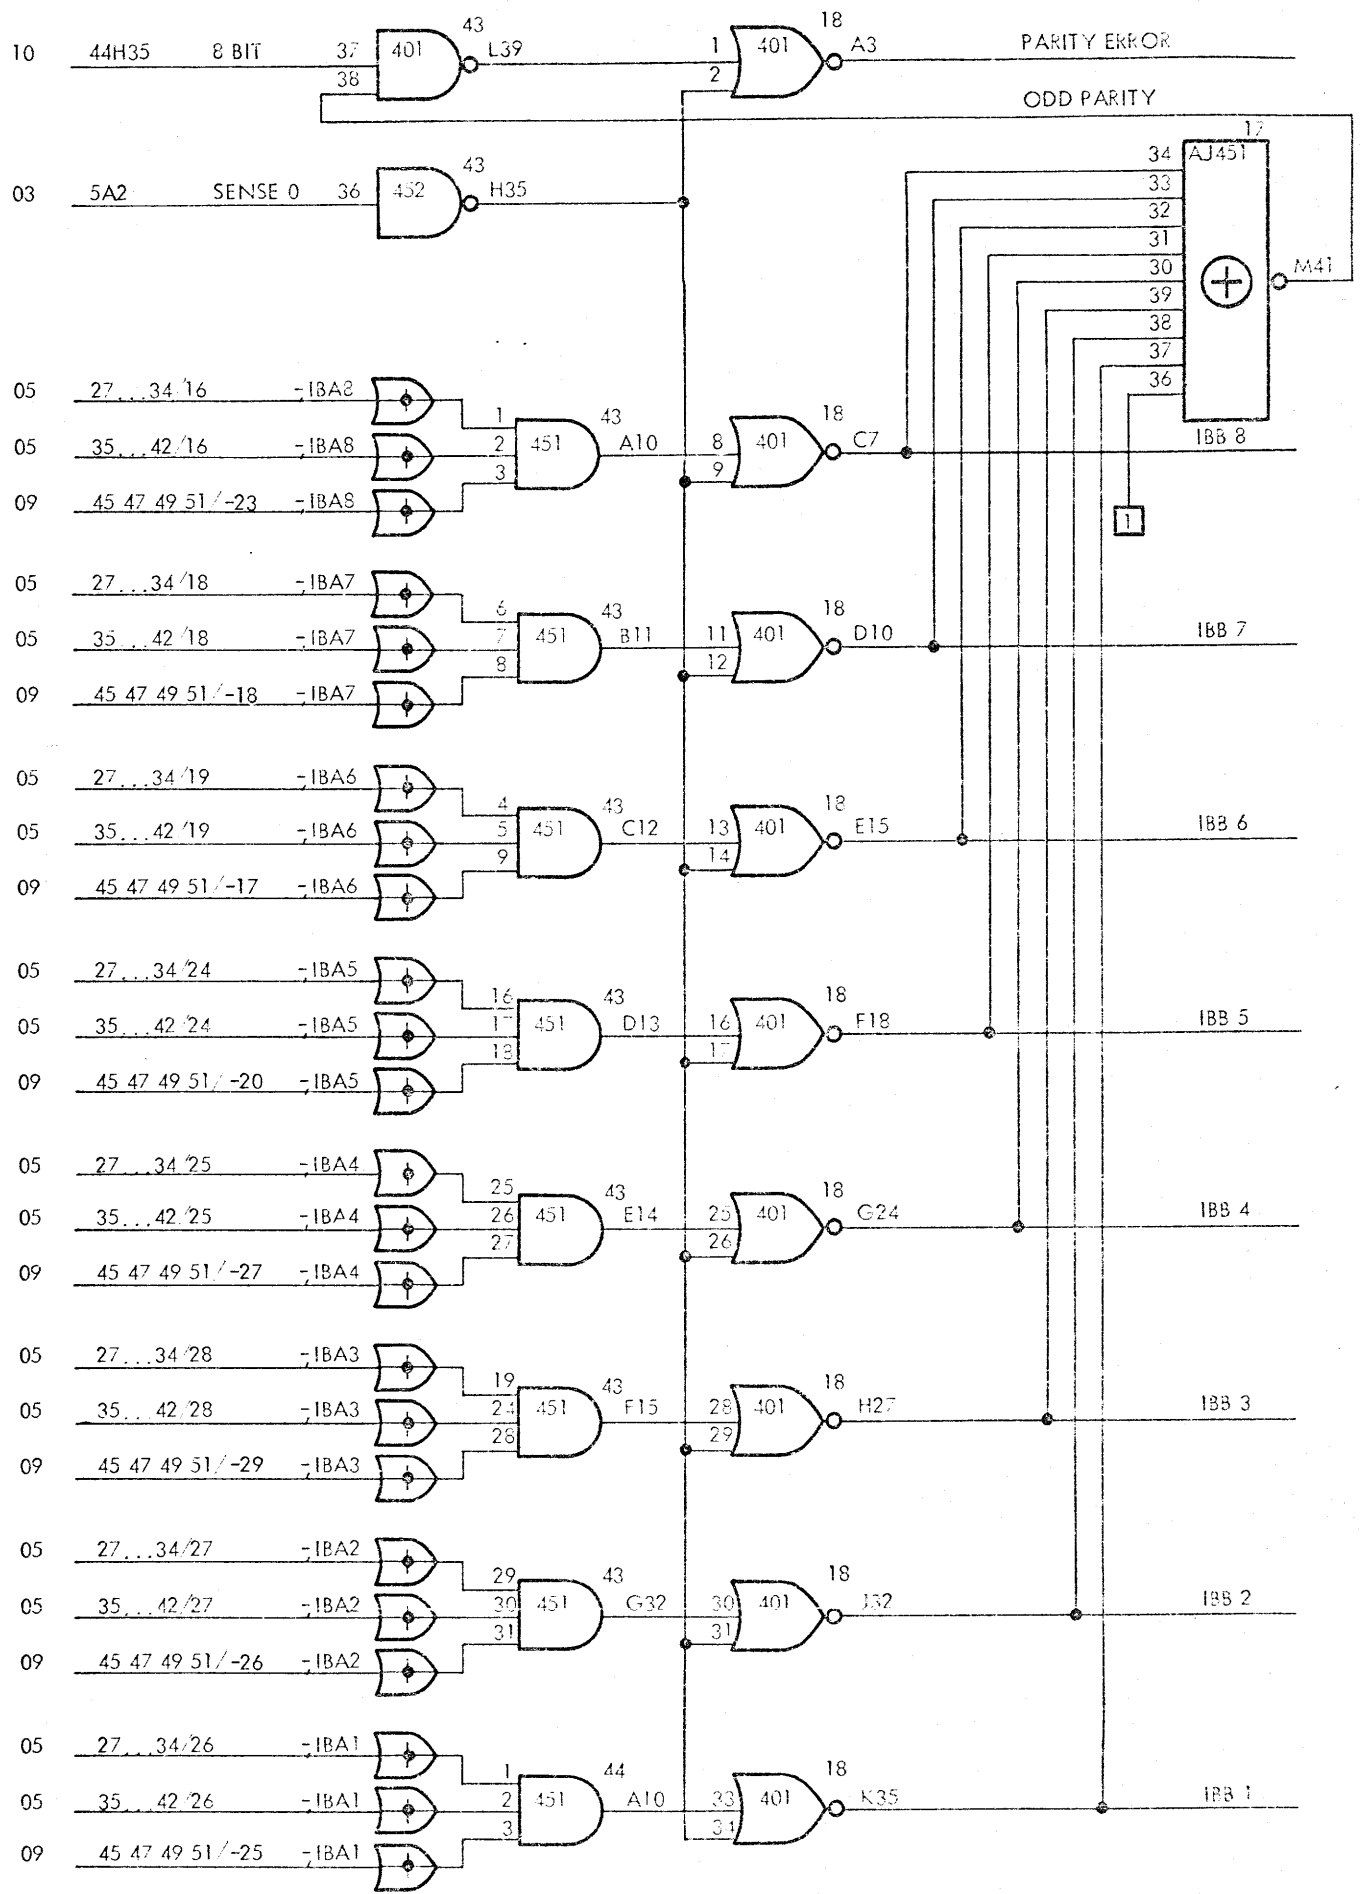 43 18
10 44H35 8 BIT 37 401 L39 1 401 A3 PARITY ERROR
38 2
ODD PARITY
17
34 AJ451
43 33
03 5A2 SENSE 0 36 452 H35 32
31
30 M41
39
38
37
36
05 27...34/16 -,IBA8
1 43 18
05 35...42/16 -,IBA8 2 451 A10 8 401 C7 IBB 8
3 9
09 45 47 49 51/-23 -,IBA8
1
05 27...34/18 -,IBA7
6 43 18
05 35...42/18 -,IBA7 7 451 B11 11 401 D10 IBB 7
8 12
09 45 47 49 51/-18 -,IBA7
05 27...34/19 -,IBA6
4 43 18
05 35...42/19 -,IBA6 5 451 C12 13 401 E15 IBB 6
9 14
09 45 47 49 51/-17 -,IBA6
05 27...34/24 -,IBA5
16 43 18
05 35...42/24 -,IBA5 17 451 D13 16 401 F18 IBB 5
17
09 45 47 49 51/-20 -,IBA5
05 27...34/25 -,IBA4
25 43 18
05 35...42/25 -,IBA4 26 451 E14 25 401 G24 IBB 4
27 26
09 45 47 49 51/-27 -,IBA4
05 27...34/28 -,IBA3
19 43 18
05 35...42/28 -,IBA3 24 451 F15 28 401 H27 IBB 3
28 29
09 45 47 49 51/-29 -,IBA3
05 27...34/27 -,IBA2
29 43 18
05 35...42/27 -,IBA2 30 451 G32 30 401 J32 IBB 2
31 31
09 45 47 49 51/-26 -,IBA2
05 27...34/26 -,IBA1
1 44 18
05 35...42/26 -,IBA1 2 451 A10 33 401 K35 IBB 1
3 34
09 45 47 49 51/-25 -,IBA1